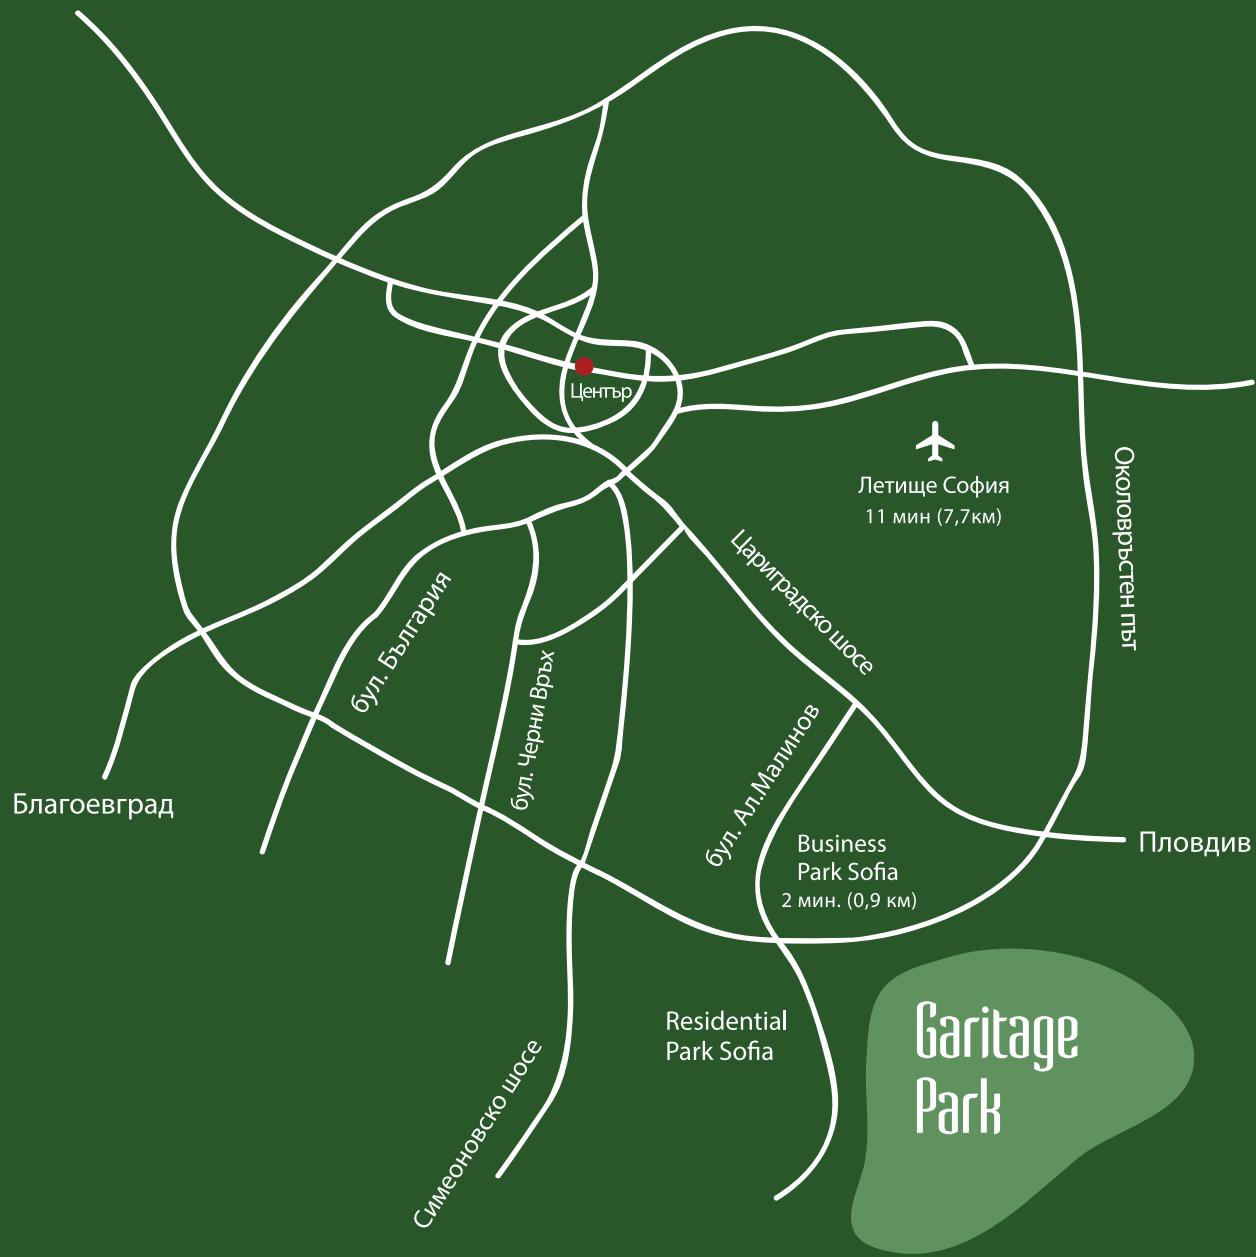 Център
Летище София
11 мин (7,7км)
Околовръстен път
Цариградско шосе
бул. България
бул. Черни Връх
бул. Ал.Малинов
Благоевград
Пловдив
Business
Park Sofia
2 мин. (0,9 км)
Residential
Park Sofia
Garitage
Park
Симеоновско шосе